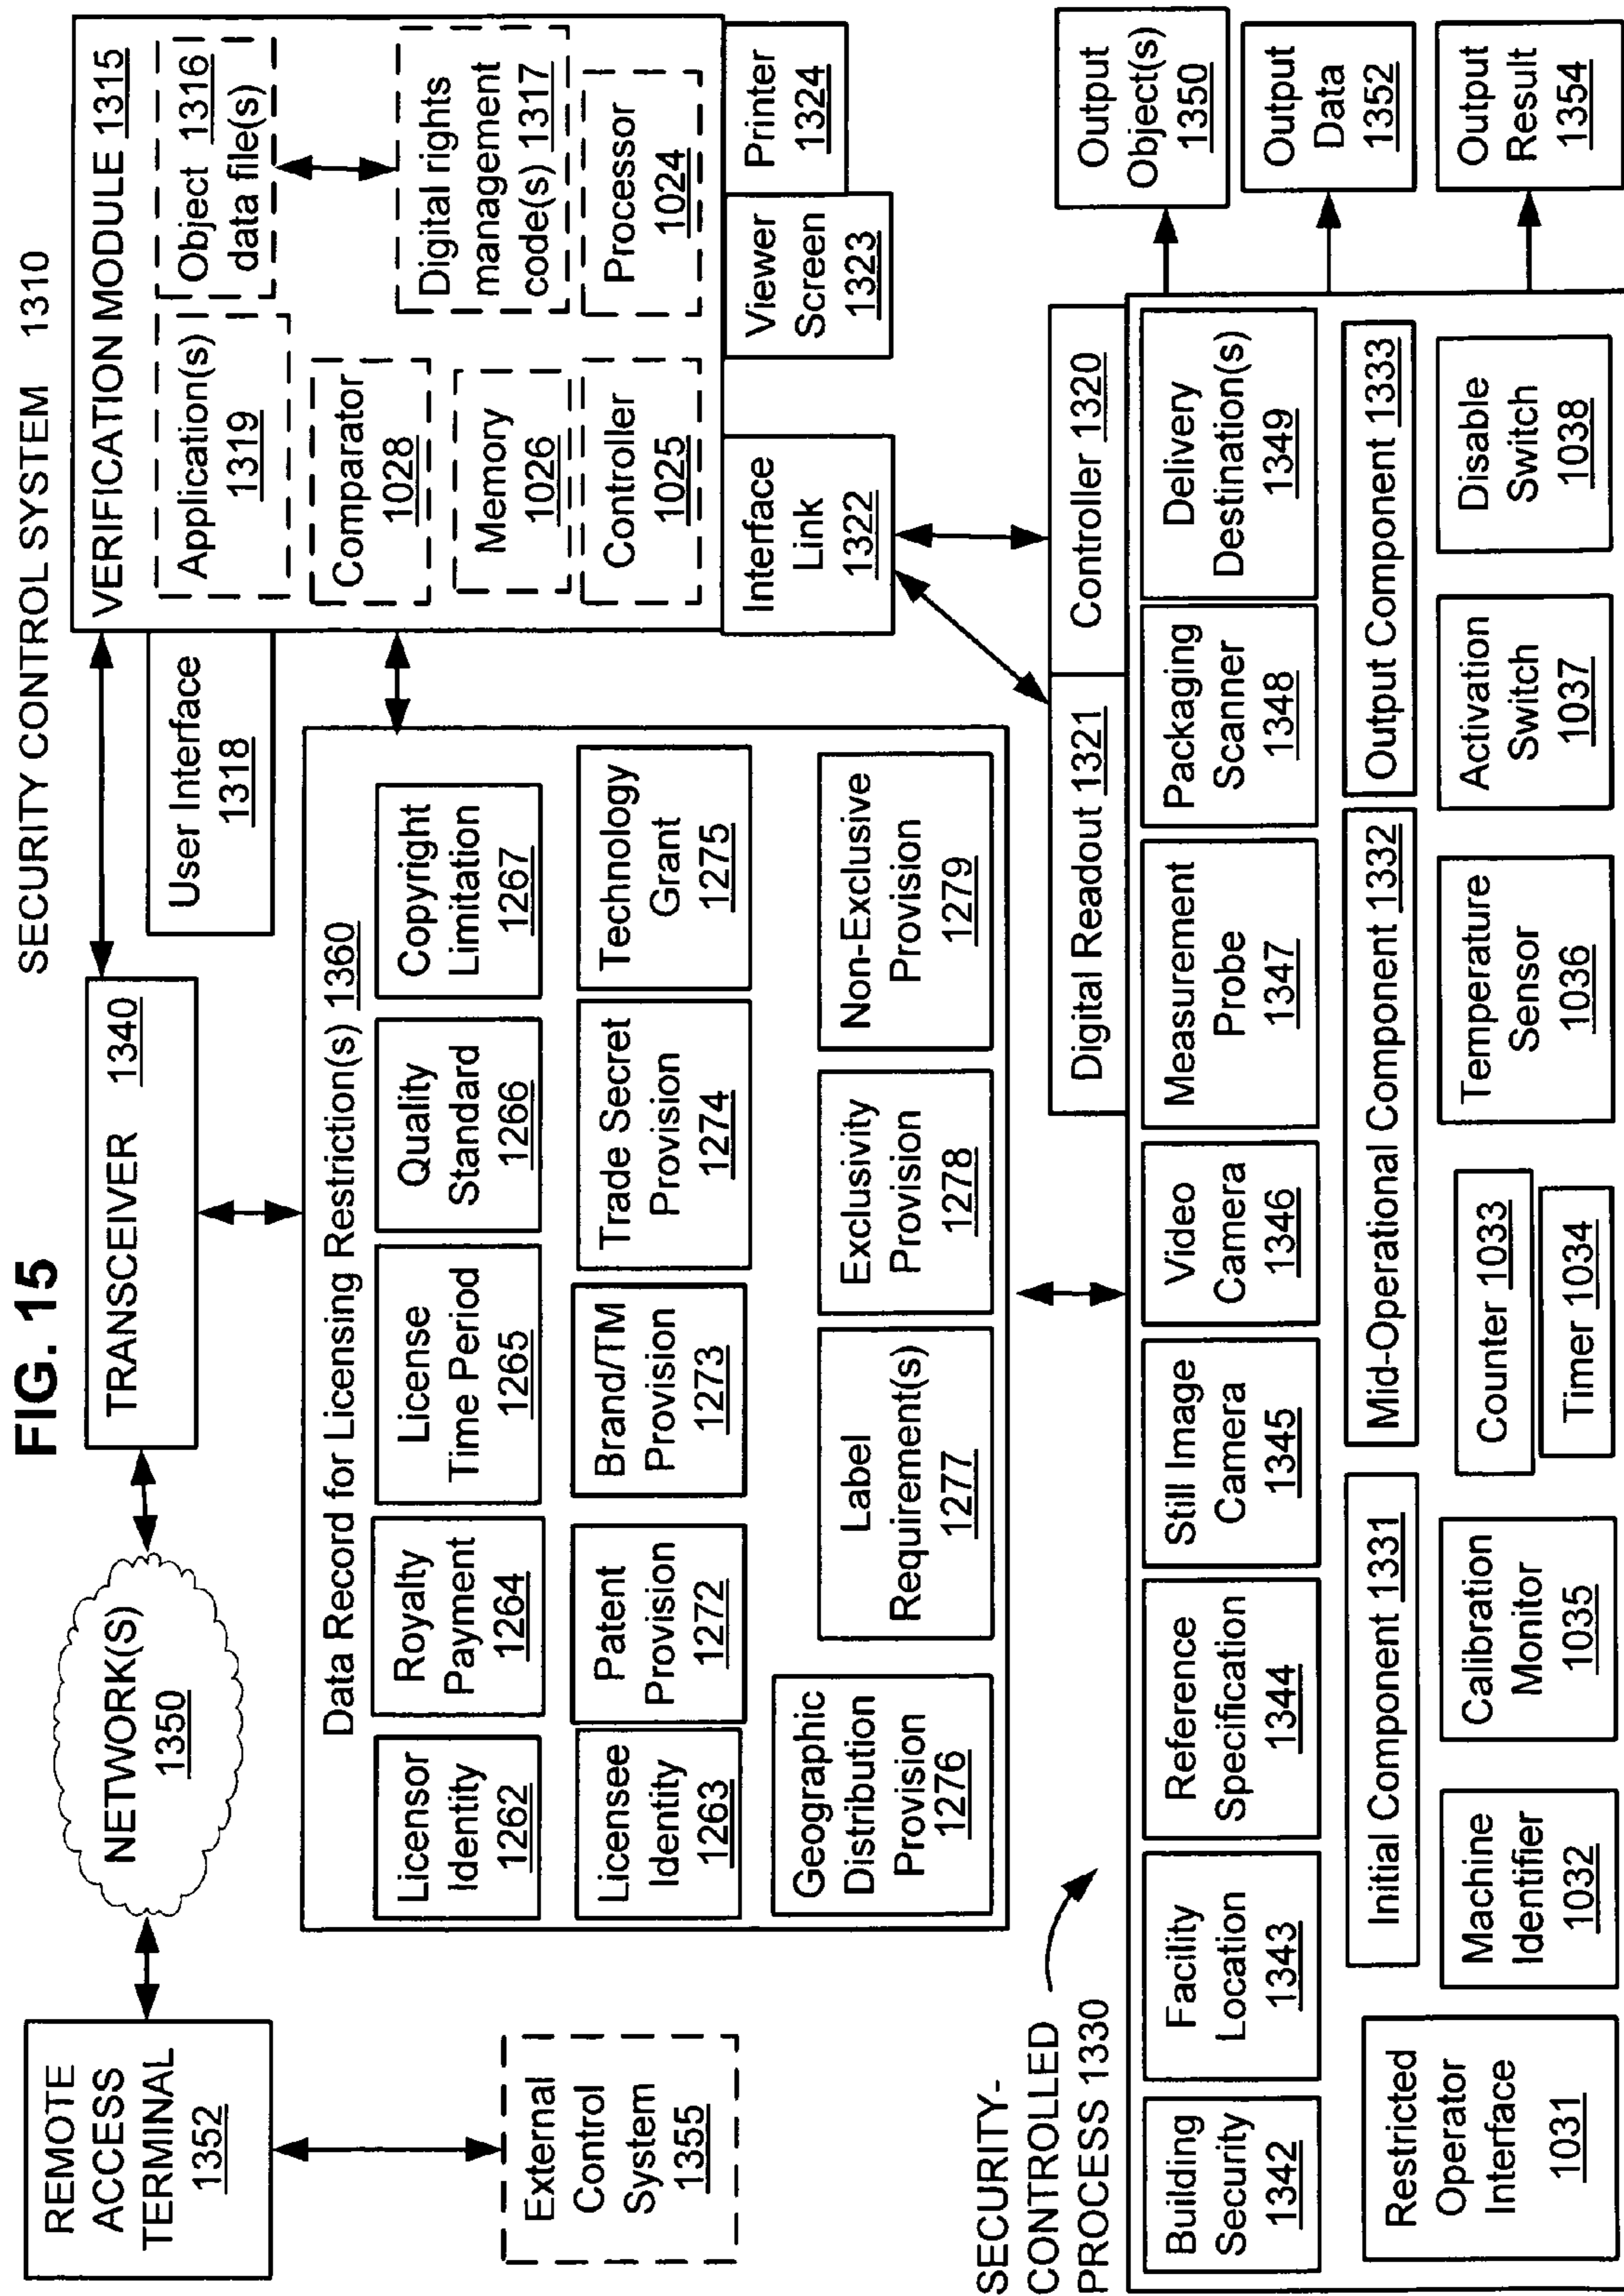 FIG. 15
SECURITY CONTROL SYSTEM 1310
REMOTE
ACCESS
TERMINAL
1352
NETWORK(S)
1350
TRANSCEIVER 1340
User Interface
1318
External
Control
System
1355
VERIFICATION MODULE 1315
Application(s)
1319
Object 1316
data file(s)
Comparator
1028
Digital rights
management
code(s) 1317
Memory
1026
Controller
1025
Processor
1024
Interface
Link
1322
Viewer
Screen
1323
Printer
1324
Data Record for Licensing Restriction(s) 1360
Licensor
Identity
1262
Royalty
Payment
1264
License
Time Period
1265
Quality
Standard
1266
Copyright
Limitation
1267
Licensee
Identity
1263
Patent
Provision
1272
Brand/TM
Provision
1273
Trade Secret
Provision
1274
Technology
Grant
1275
Geographic
Distribution
Provision
1276
Label
Requirement(s)
1277
Exclusivity
Provision
1278
Non-Exclusive
Provision
1279
SECURITY-
CONTROLLED
PROCESS 1330
Digital Readout 1321
Controller 1320
Building
Security
1342
Facility
Location
1343
Reference
Specification
1344
Still Image
Camera
1345
Video
Camera
1346
Measurement
Probe
1347
Packaging
Scanner
1348
Delivery
Destination(s)
1349
Initial Component 1331
Mid-Operational Component 1332
Output Component 1333
Restricted
Operator
Interface
1031
Machine
Identifier
1032
Calibration
Monitor
1035
Counter 1033
Timer 1034
Temperature
Sensor
1036
Activation
Switch
1037
Disable
Switch
1038
Output
Object(s)
1350
Output
Data
1352
Output
Result
1354